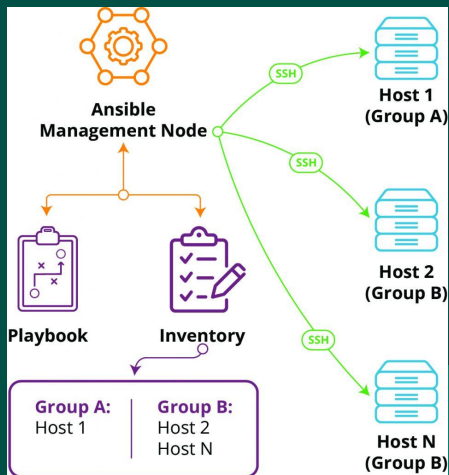 Ansible
Management Node
SSH
SSH
SSH
Host 1
(Group A)
Host 2
(Group B)
Host N
(Group B)
Playbook
Inventory
Group A:
Host 1
Group B:
Host 2
Host N